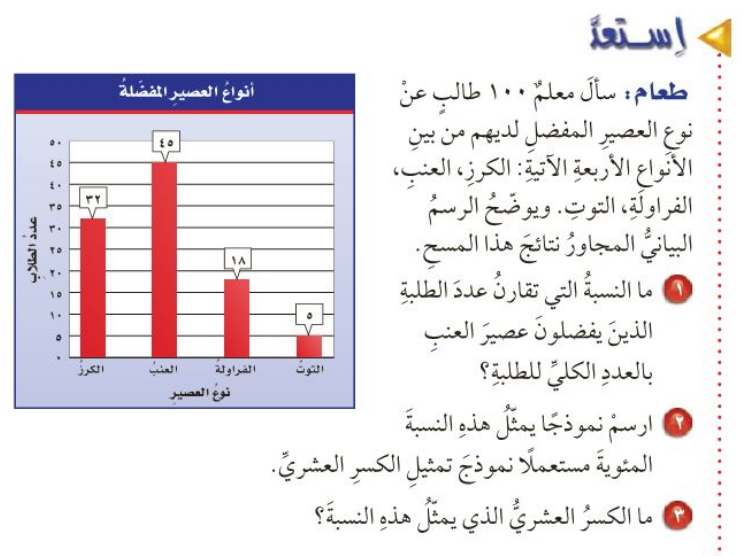 اِستعدَّ
طعام: سألَ معلمٌ ١٠٠ طالبٍ عنْ
نوعِ العصيرِ المفضلِ لديهم من بينِ
الأنواعِ الأربعةِ الآتيةِ: الكرزِ، العنبِ،
الفراولَةِ، التوتِ. ويوضّحُ الرسمُ
البيانيُّ المجاورُ نتائجَ هذا المسحِ.
١ ما النسبةُ التي تقارنُ عددَ الطلبةِ
الذينَ يفضلونَ عصيرَ العنبِ
بالعددِ الكليِّ للطلبةِ؟
٢ ارسمْ نموذجًا يمثّلُ هذهِ النسبةَ
المئويةَ مستعملًا نموذجَ تمثيلِ الكسرِ العشريِّ.
٣ ما الكسرُ العشريُّ الذي يمثّلُ هذهِ النسبةَ؟
أنواعُ العصيرِ المفضّلةُ
عددُ الطلابِ
٥٠
٤٥
٤٠
٣٥
٣٠
٢٥
٢٠
١٥
١٠
٥
٠
٣٢
٤٥
١٨
٥
الكرزُ
العنبُ
الفراولةُ
التوتُ
نوعُ العصيرِ